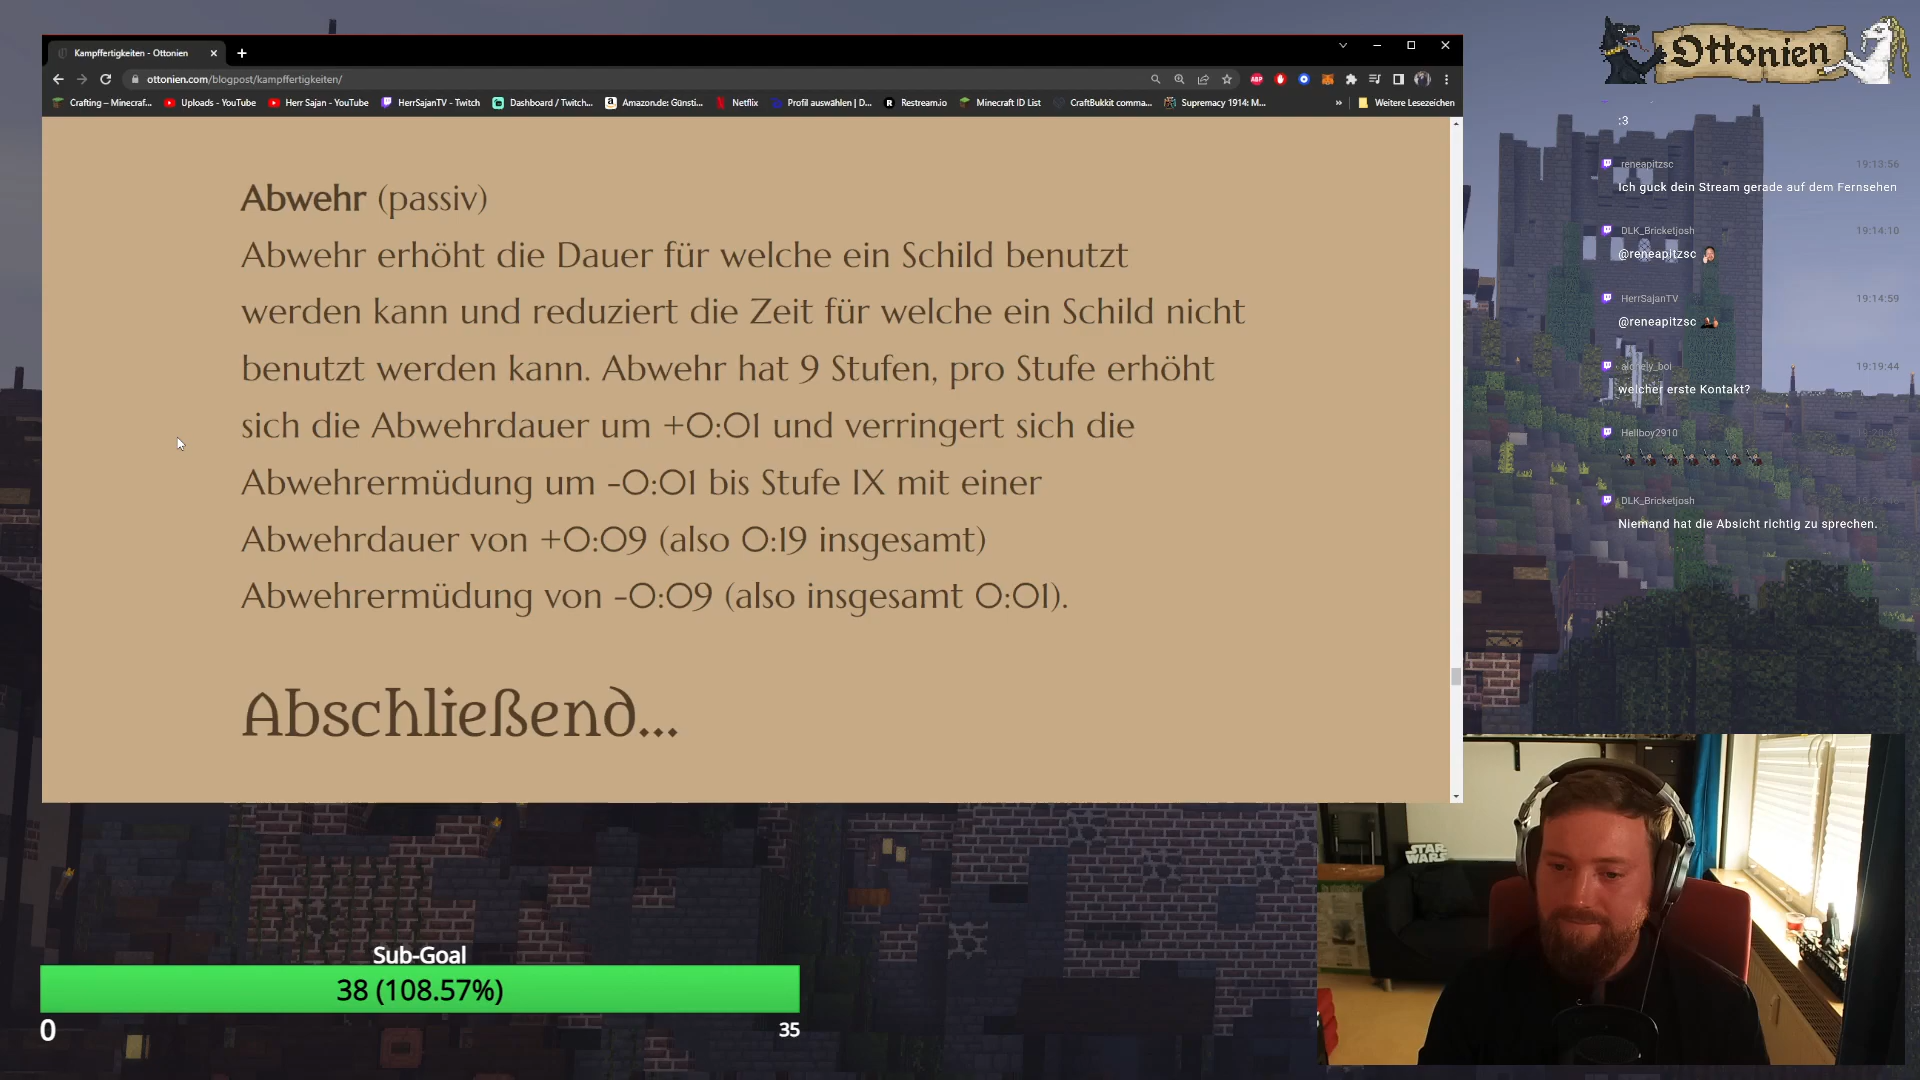 Kampffertigkeiten - Ottonien
ottonien.com/blogpost/kampffertigkeiten/
Crafting – Minecraf... Uploads - YouTube Herr Sajan - YouTube HerrSajanTV - Twitch Dashboard / Twitch... Amazon.de: Günsti... Netflix Profil auswählen | D... Restream.io Minecraft ID List CraftBukkit comma... Supremacy 1914: M... » Weitere Lesezeichen
Abwehr (passiv)
Abwehr erhöht die Dauer für welche ein Schild benutzt
werden kann und reduziert die Zeit für welche ein Schild nicht
benutzt werden kann. Abwehr hat 9 Stufen, pro Stufe erhöht
sich die Abwehrdauer um +0:01 und verringert sich die
Abwehrermüdung um -0:01 bis Stufe IX mit einer
Abwehrdauer von +0:09 (also 0:19 insgesamt)
Abwehrermüdung von -0:09 (also insgesamt 0:01).
Abschließend...
Ottonien
:3
reneapitzsc 19:13:56
Ich guck dein Stream gerade auf dem Fernsehen
DLK_Bricketjosh 19:14:10
@reneapitzsc
HerrSajanTV 19:14:59
@reneapitzsc
19:19:44
welcher erste Kontakt?
Hellboy2910
DLK_Bricketjosh
Niemand hat die Absicht richtig zu sprechen.
STAR
WARS
Sub-Goal
38 (108.57%)
0 35